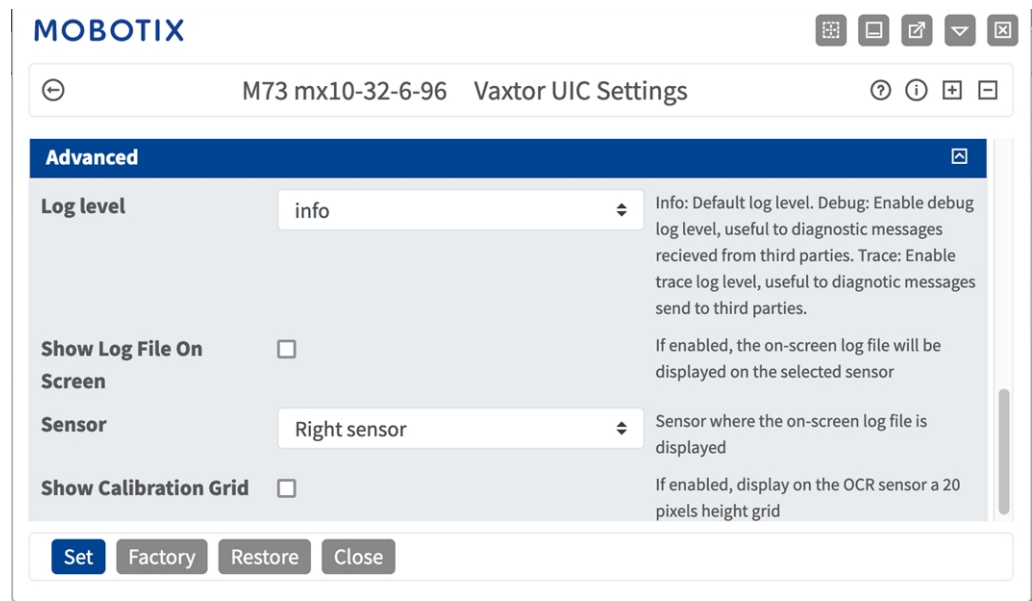 MOBOTIX
M73 mx10-32-6-96 Vaxtor UIC Settings
Advanced
Log level
info
Info: Default log level. Debug: Enable debug
log level, useful to diagnostic messages
recieved from third parties. Trace: Enable
trace log level, useful to diagnotic messages
send to third parties.
Show Log File On
Screen
If enabled, the on-screen log file will be
displayed on the selected sensor
Sensor
Right sensor
Sensor where the on-screen log file is
displayed
Show Calibration Grid
If enabled, display on the OCR sensor a 20
pixels height grid
Set Factory Restore Close